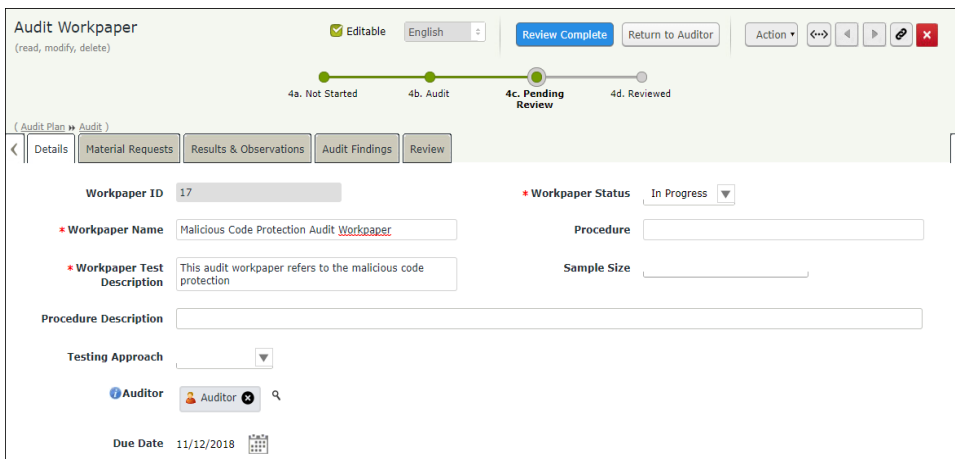 Audit Workpaper
(read, modify, delete)
Editable
English
Review Complete
Return to Auditor
Action
4a. Not Started
4b. Audit
4c. Pending
Review
4d. Reviewed
( Audit Plan » Audit )
Details
Material Requests
Results & Observations
Audit Findings
Review
Workpaper ID 17
* Workpaper Status In Progress
* Workpaper Name Malicious Code Protection Audit Workpaper
Procedure
* Workpaper Test
Description
This audit workpaper refers to the malicious code
protection
Sample Size
Procedure Description
Testing Approach
Auditor Auditor
Due Date 11/12/2018